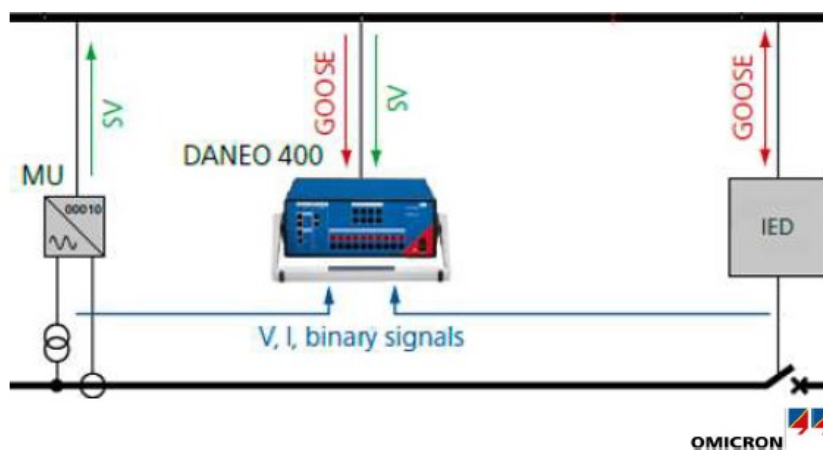 SV
GOOSE
SV
GOOSE
DANEO 400
MU
00010
IED
V, I, binary signals
OMICRON